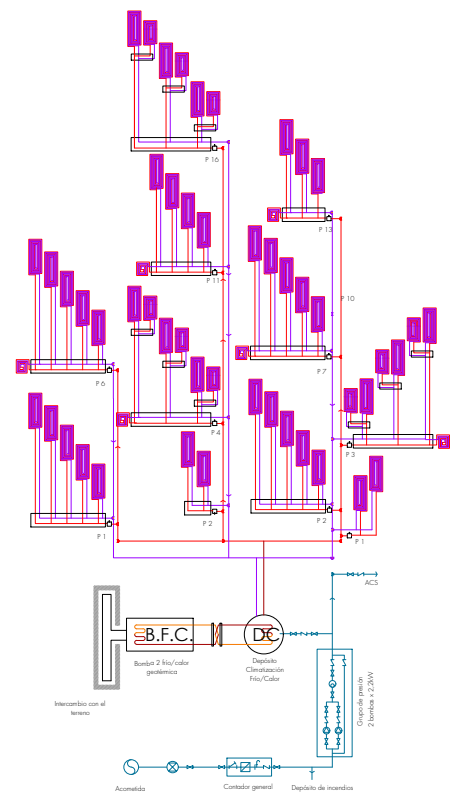 P 16
P 13
P 11
P 10
P 7
P 6
P 4
P 3
P 1
P 2
P 2
P 1
ACS
B.F.C.
DC
Bomba 2 frío/calor
geotérmica
Depósito
Climatización
Frío/Calor
Grupo de presión
2 bombas x 2,2kW
Intercambio con el
terreno
Acometida
Contador general
Depósito de incendios